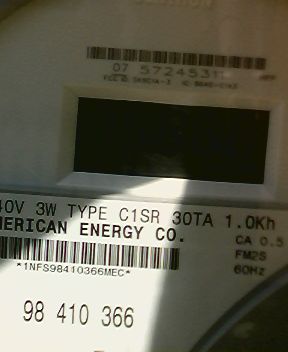 07 57245311
40V 3W TYPE C1SR 30TA 1.0Kh
MERICAN ENERGY CO.
CA 0.5
FM2S
60Hz
*1NFS98410366MEC*
98 410 366